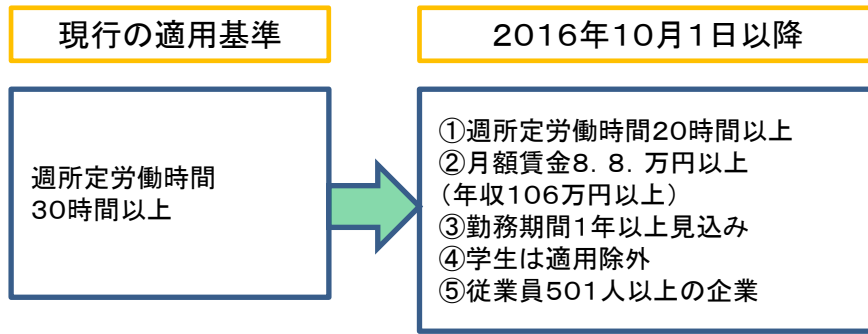 現行の適用基準
2016年10月1日以降
週所定労働時間
30時間以上
①週所定労働時間20時間以上
②月額賃金8. 8. 万円以上
(年収106万円以上)
③勤務期間1年以上見込み
④学生は適用除外
⑤従業員501人以上の企業